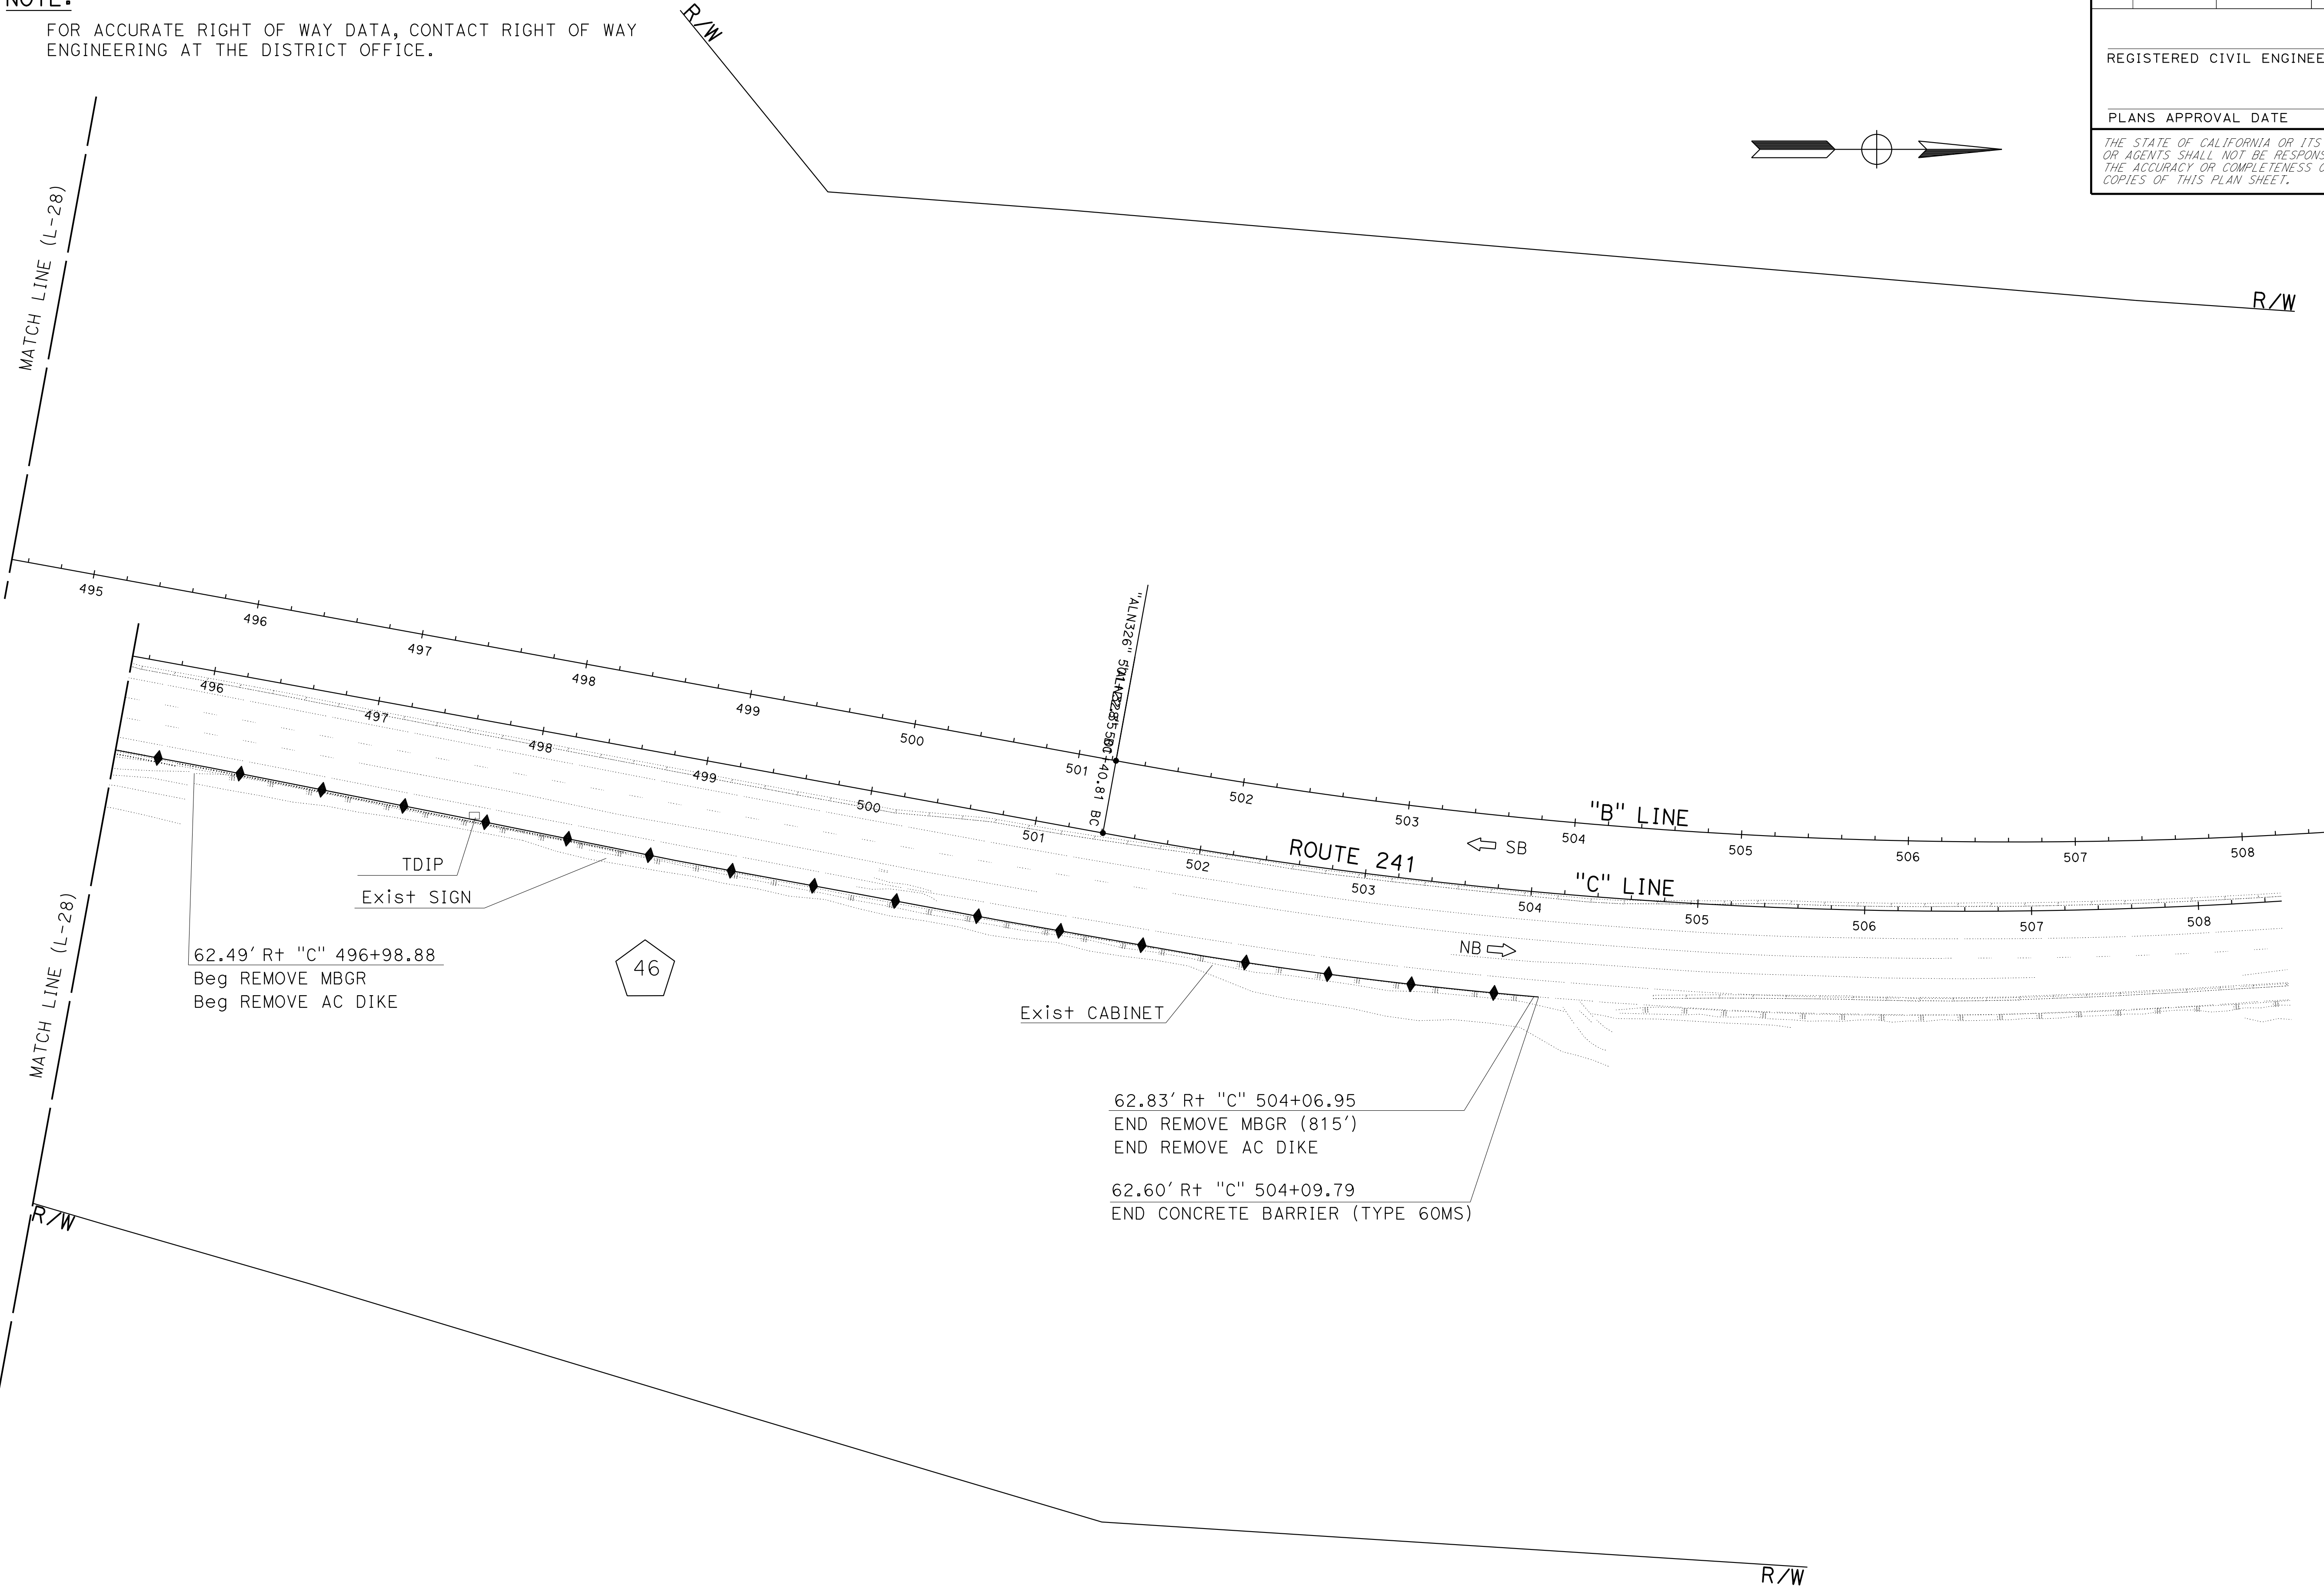 NOTE:
FOR ACCURATE RIGHT OF WAY DATA, CONTACT RIGHT OF WAY
ENGINEERING AT THE DISTRICT OFFICE.
R/W
REGISTERED CIVIL ENGINEE
PLANS APPROVAL DATE
THE STATE OF CALIFORNIA OR ITS
OR AGENTS SHALL NOT BE RESPONS
THE ACCURACY OR COMPLETENESS O
COPIES OF THIS PLAN SHEET.
MATCH LINE (L-28)
R/W
495
496
497
498
499
500
501
502
503
504
505
506
507
508
"B" LINE
"ALN326" 501+22.85 BC
501+40.81 BC
SB
ROUTE 241
"C" LINE
496
497
498
499
500
501
502
503
504
505
506
507
508
NB
TDIP
Exist SIGN
MATCH LINE (L-28)
62.49' Rt "C" 496+98.88
Beg REMOVE MBGR
Beg REMOVE AC DIKE
46
Exist CABINET
62.83' Rt "C" 504+06.95
END REMOVE MBGR (815')
END REMOVE AC DIKE
62.60' Rt "C" 504+09.79
END CONCRETE BARRIER (TYPE 60MS)
R/W
R/W